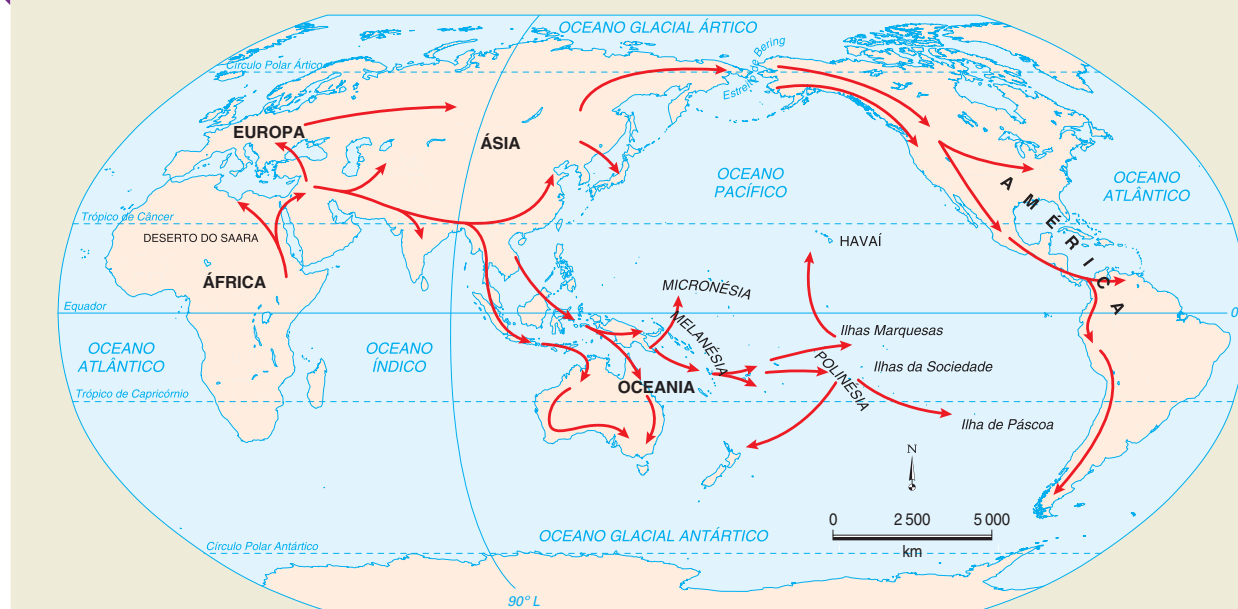 OCEANO GLACIAL ÁRTICO
Estreito de Bering
Círculo Polar Ártico
EUROPA
ÁSIA
OCEANO
PACÍFICO
OCEANO
ATLÂNTICO
AMÉRICA
Trópico de Câncer
DESERTO DO SAARA
HAVAÍ
ÁFRICA
MICRONÉSIA
Equador
0
MELANÉSIA
Ilhas Marquesas
OCEANO
ATLÂNTICO
OCEANO
ÍNDICO
POLINÉSIA
Ilhas da Sociedade
OCEANIA
Trópico de Capricórnio
Ilha de Páscoa
N
0 2 500 5 000
km
OCEANO GLACIAL ANTÁRTICO
Círculo Polar Antártico
90º L